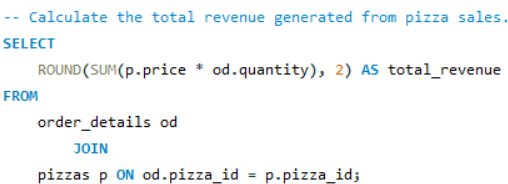 -- Calculate the total revenue generated from pizza sales.
SELECT
    ROUND(SUM(p.price * od.quantity), 2) AS total_revenue
FROM
    order_details od
        JOIN
    pizzas p ON od.pizza_id = p.pizza_id;